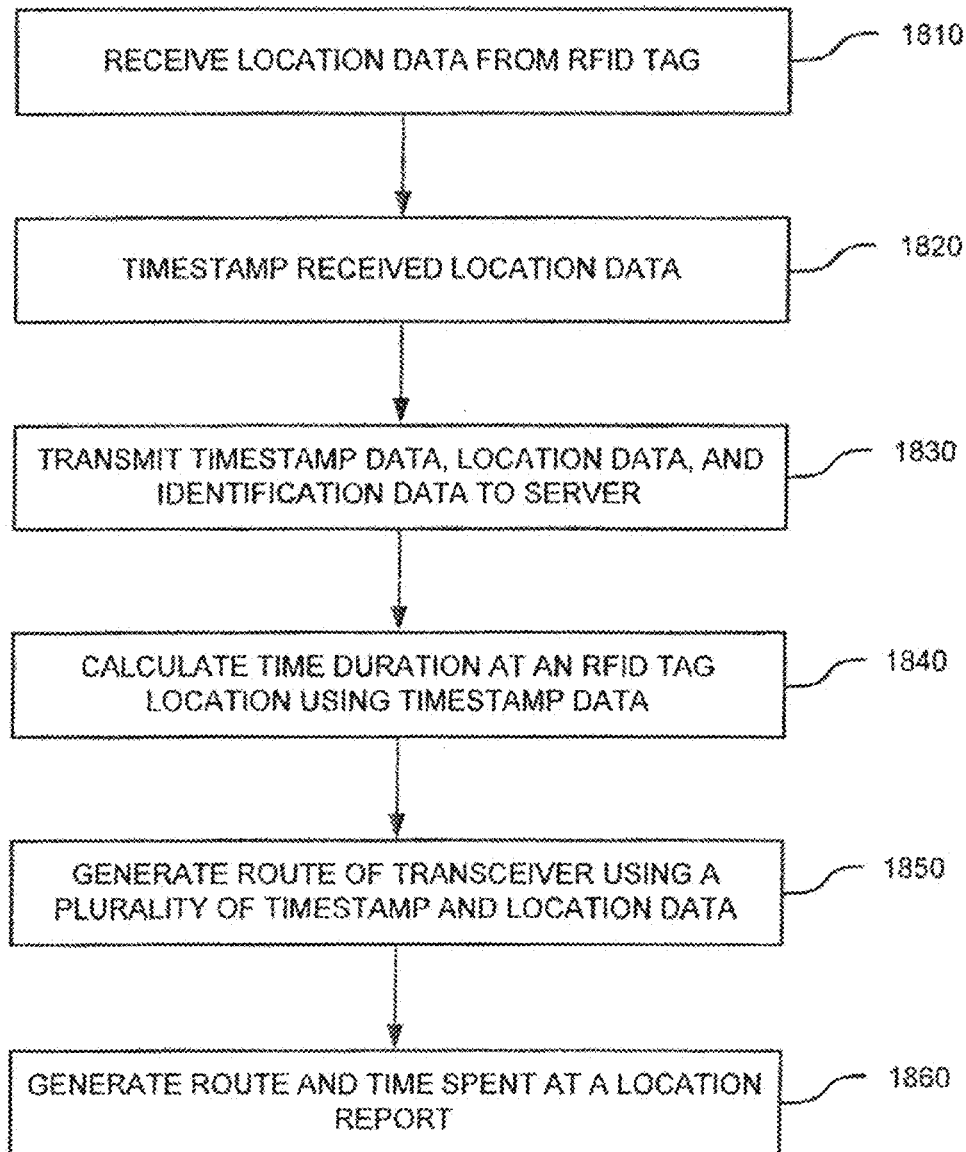 RECEIVE LOCATION DATA FROM RFID TAG
1810
TIMESTAMP RECEIVED LOCATION DATA
1820
TRANSMIT TIMESTAMP DATA, LOCATION DATA, AND
IDENTIFICATION DATA TO SERVER
1830
CALCULATE TIME DURATION AT AN RFID TAG
LOCATION USING TIMESTAMP DATA
1840
GENERATE ROUTE OF TRANSCEIVER USING A
PLURALITY OF TIMESTAMP AND LOCATION DATA
1850
GENERATE ROUTE AND TIME SPENT AT A LOCATION
REPORT
1860